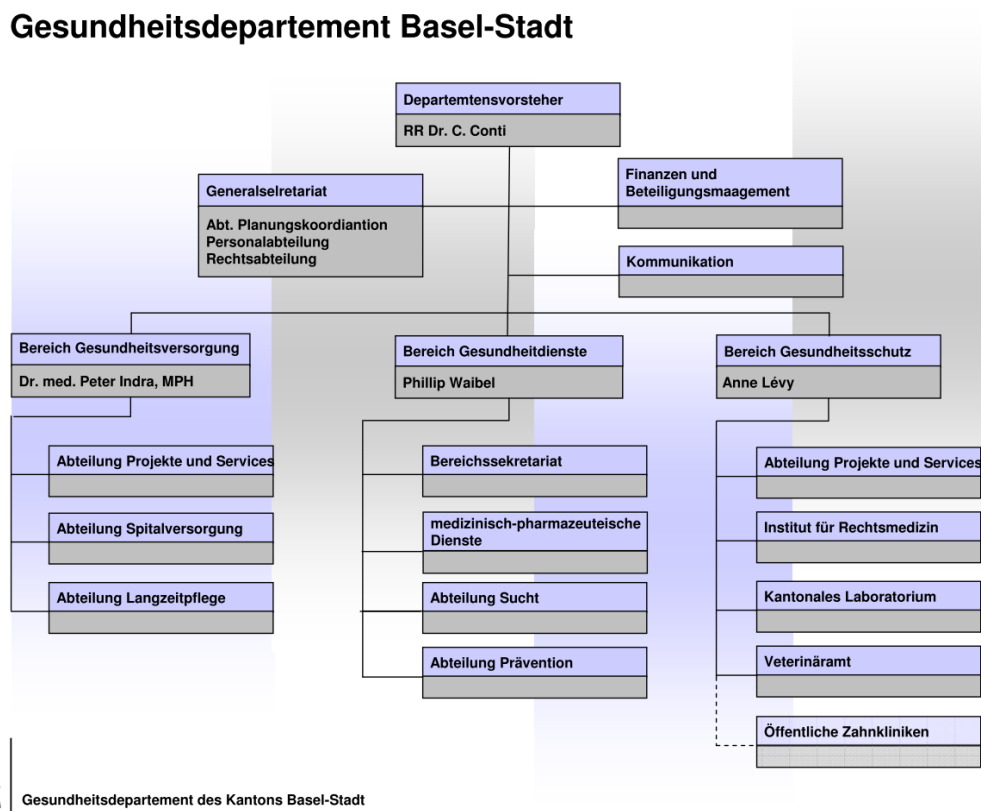 Gesundheitsdepartement Basel-Stadt
Departemtensvorsteher
RR Dr. C. Conti
Generalselretariat
Abt. Planungskoordiantion
Personalabteilung
Rechtsabteilung
Finanzen und
Beteiligungsmaagement
Kommunikation
Bereich Gesundheitsversorgung
Dr. med. Peter Indra, MPH
Abteilung Projekte und Services
Abteilung Spitalversorgung
Abteilung Langzeitpflege
Bereich Gesundheitdienste
Phillip Waibel
Bereichssekretariat
medizinisch-pharmazeuteische
Dienste
Abteilung Sucht
Abteilung Prävention
Bereich Gesundheitsschutz
Anne Lévy
Abteilung Projekte und Services
Institut für Rechtsmedizin
Kantonales Laboratorium
Veterinäramt
Öffentliche Zahnkliniken
Gesundheitsdepartement des Kantons Basel-Stadt